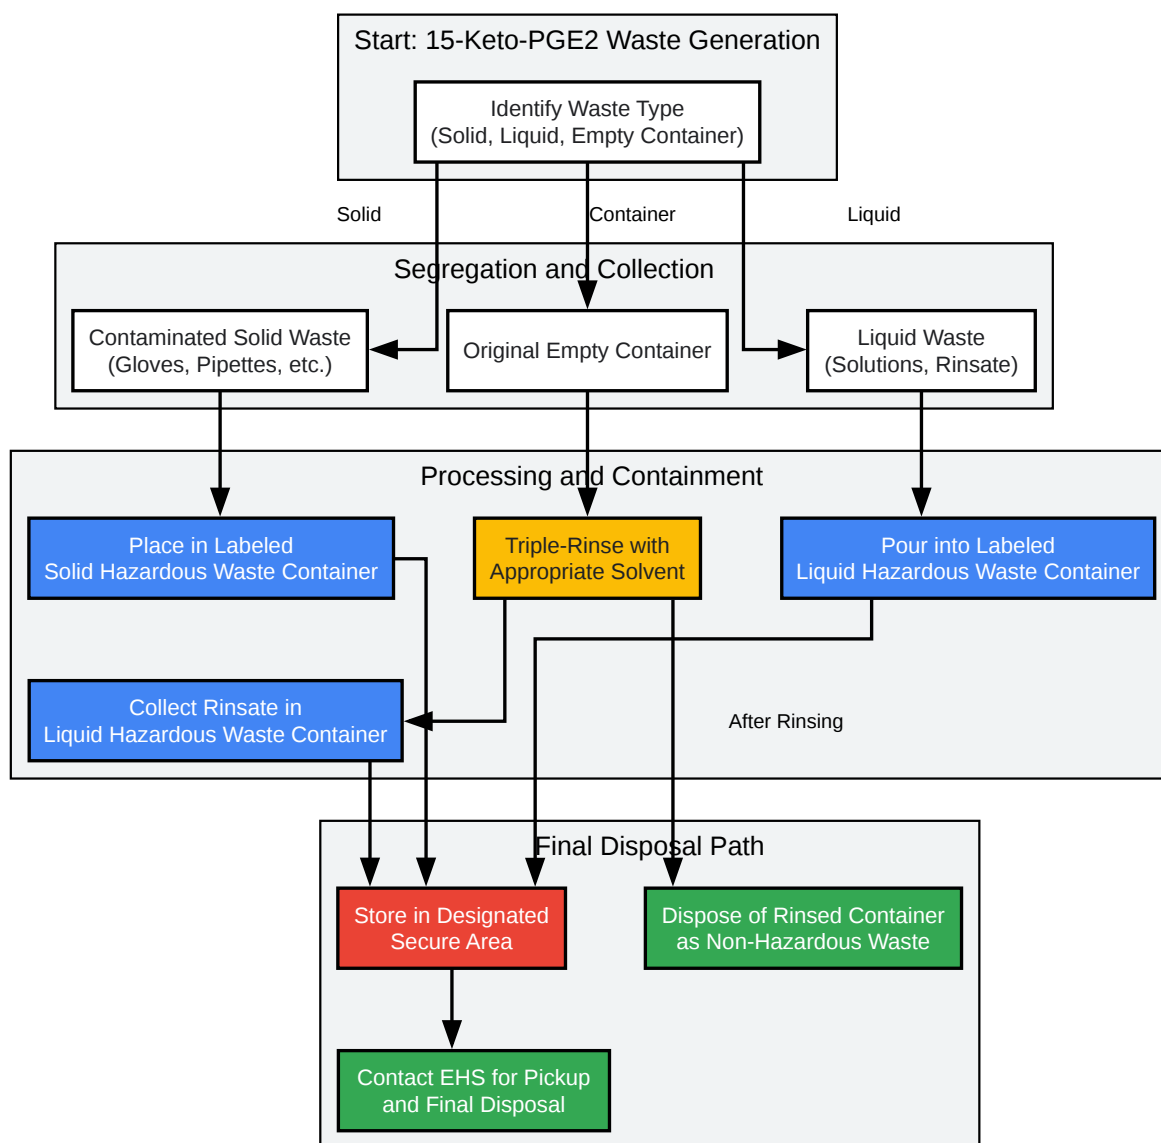 Start: 15-Keto-PGE2 Waste Generation
Identify Waste Type
(Solid, Liquid, Empty Container)
Solid
Container
Liquid
Segregation and Collection
Contaminated Solid Waste
(Gloves, Pipettes, etc.)
Original Empty Container
Liquid Waste
(Solutions, Rinsate)
Processing and Containment
Place in Labeled
Solid Hazardous Waste Container
Triple-Rinse with
Appropriate Solvent
Pour into Labeled
Liquid Hazardous Waste Container
Collect Rinsate in
Liquid Hazardous Waste Container
After Rinsing
Final Disposal Path
Store in Designated
Secure Area
Dispose of Rinsed Container
as Non-Hazardous Waste
Contact EHS for Pickup
and Final Disposal